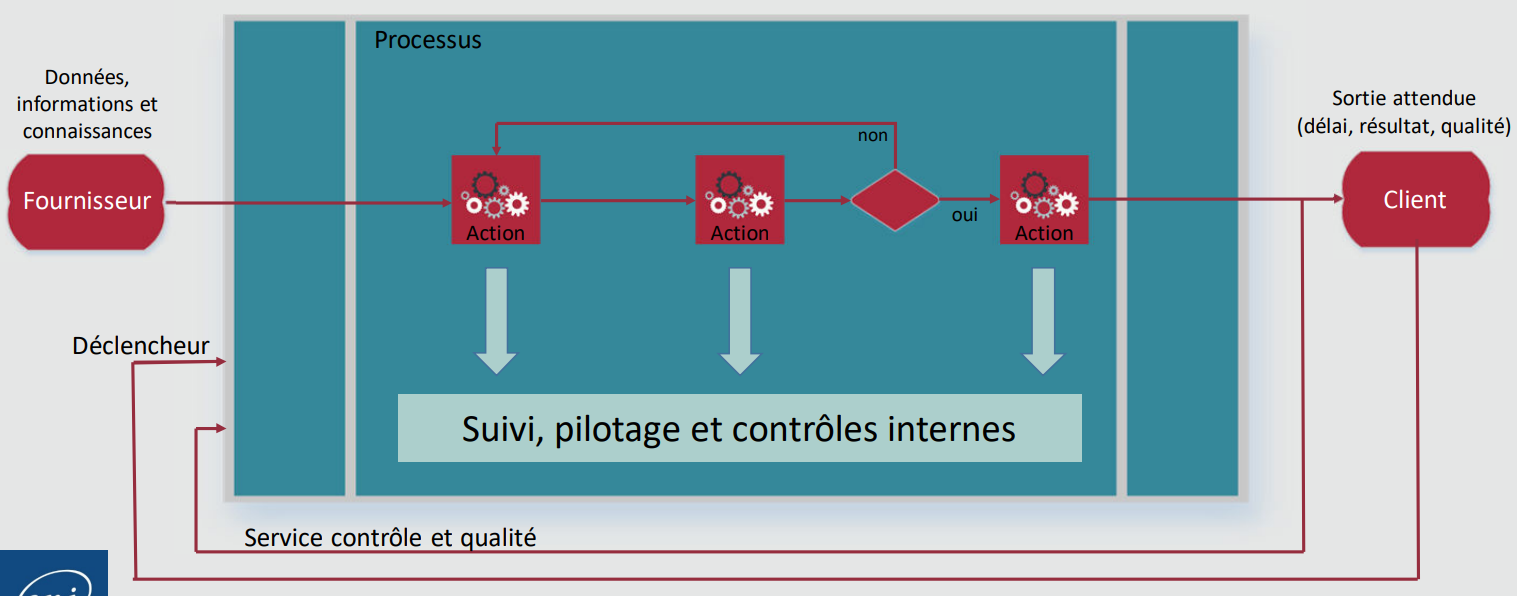 Processus
Données,
informations et
connaissances
Fournisseur
Sortie attendue
(délai, résultat, qualité)
Client
non
oui
Action
Action
Action
Déclencheur
Suivi, pilotage et contrôles internes
Service contrôle et qualité